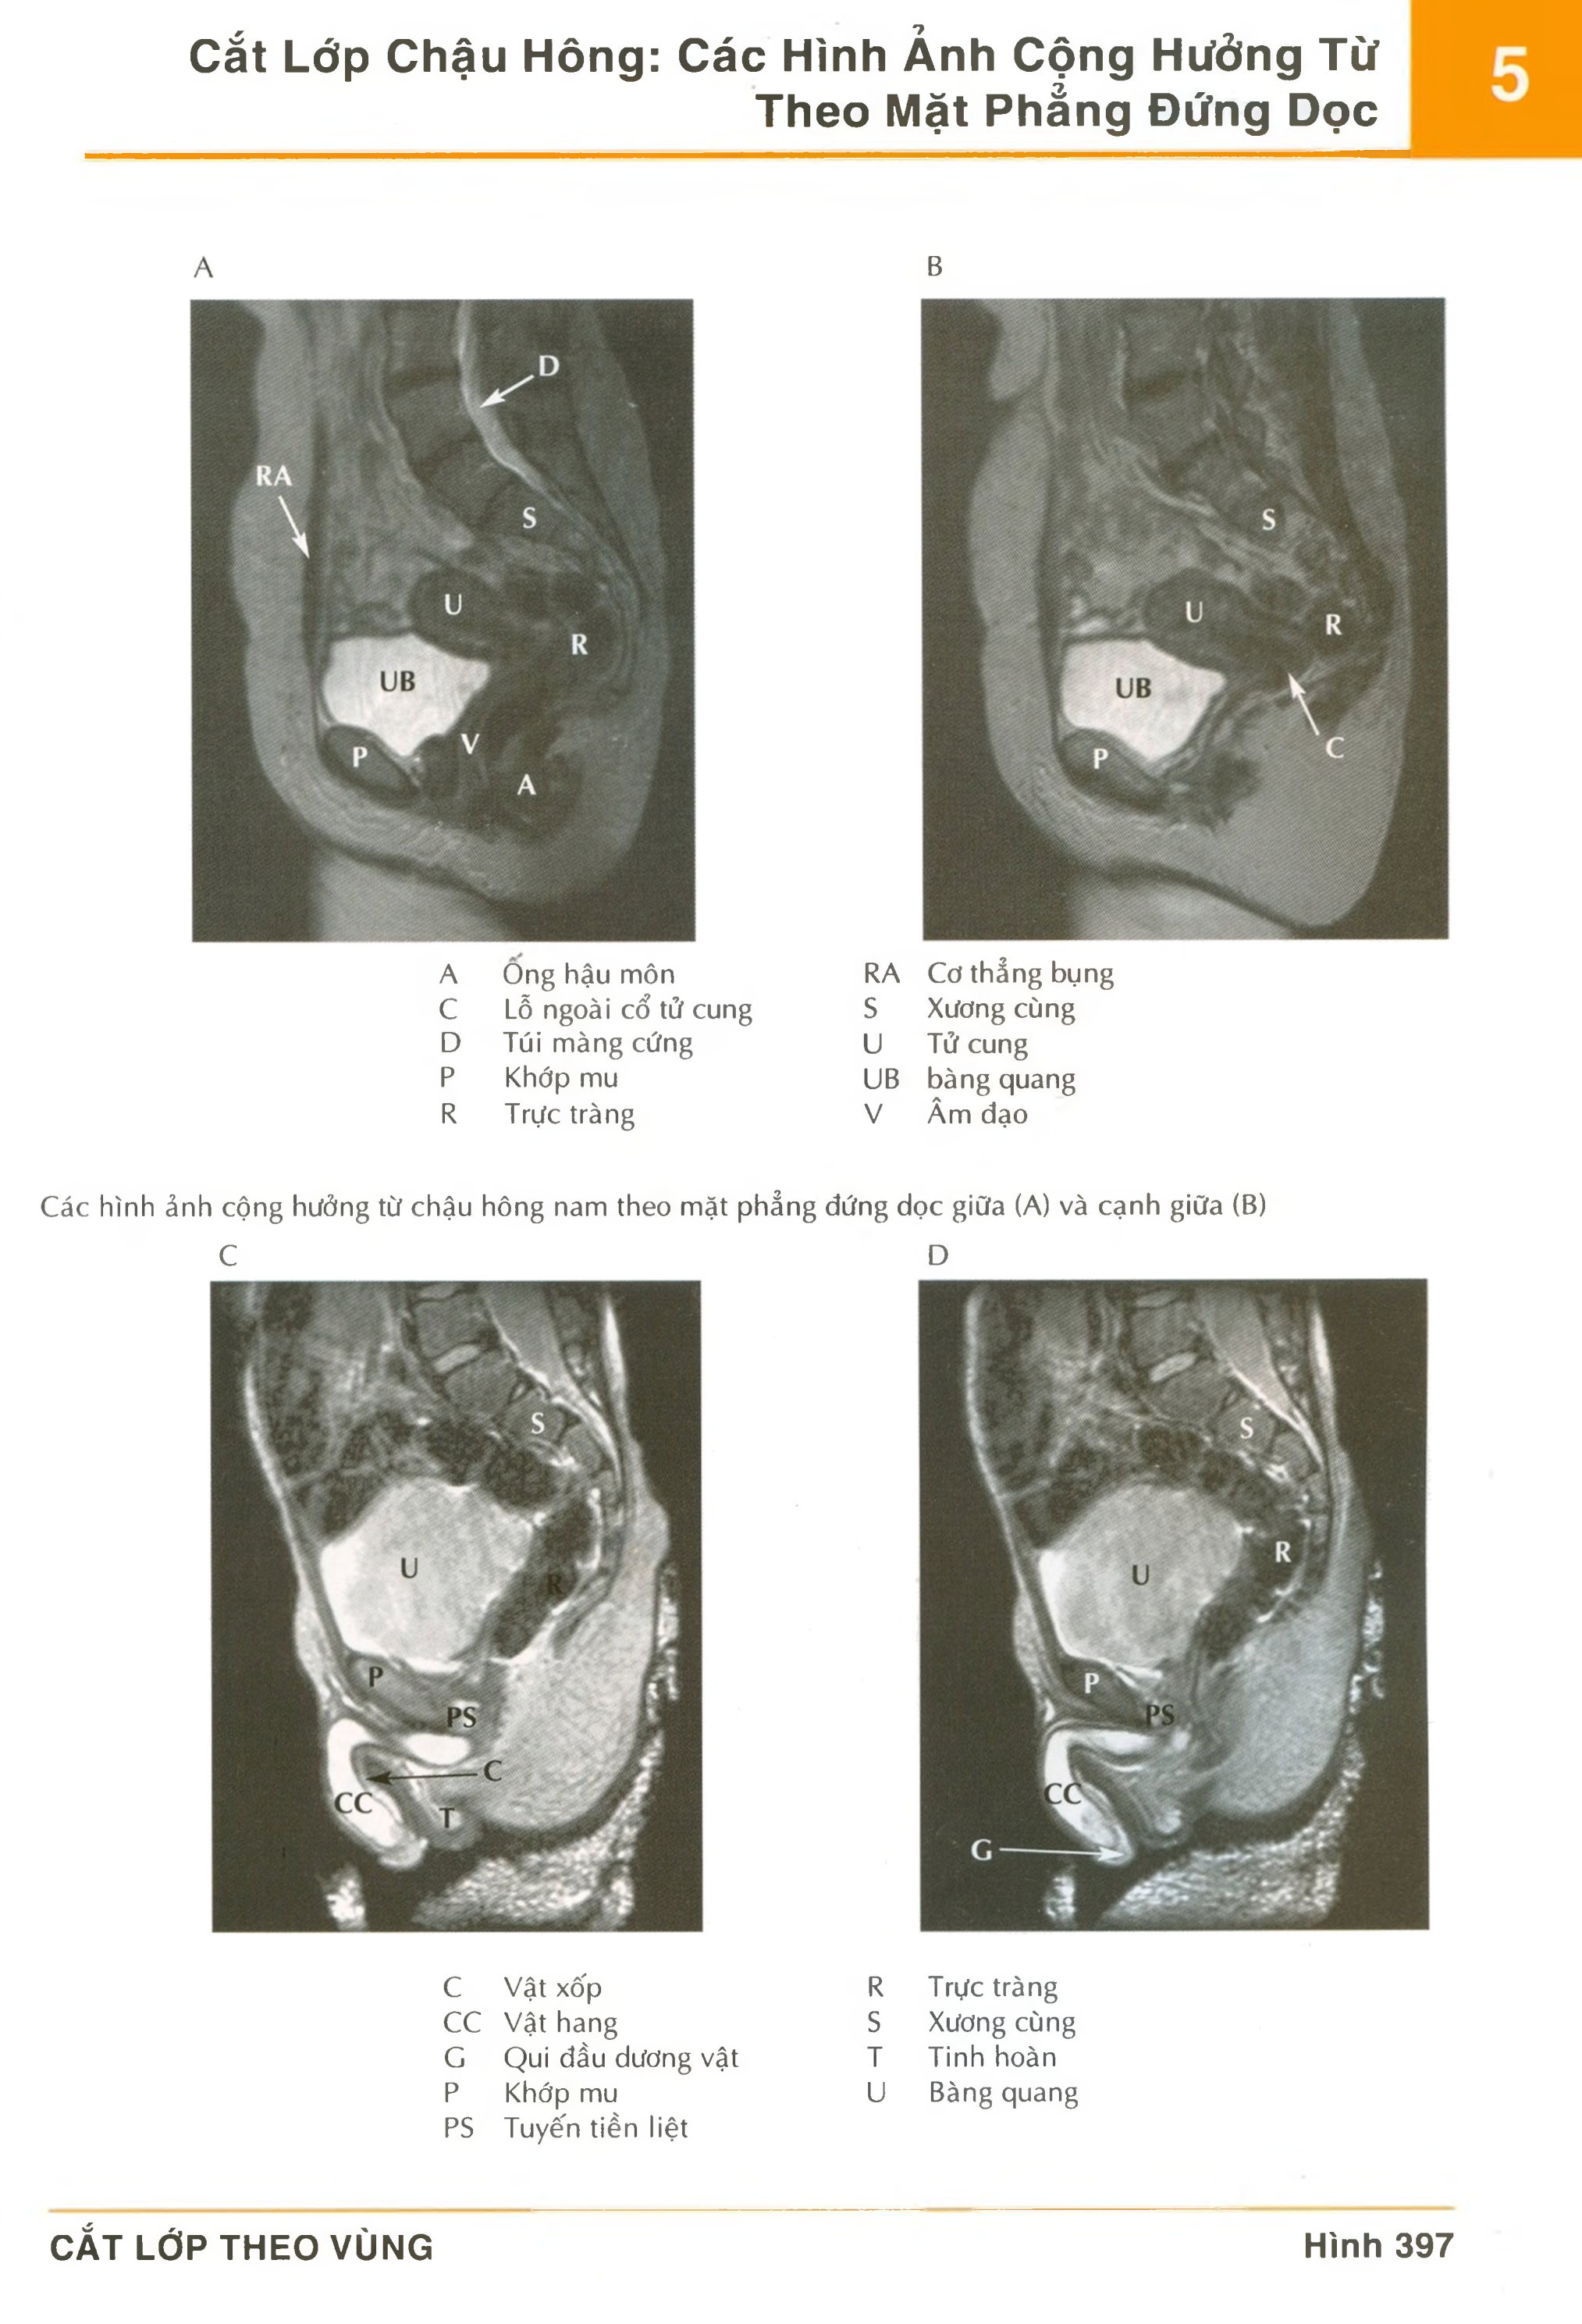 Cắt Lớp Chậu Hông: Các Hình Ảnh Cộng Hưởng Từ
Theo Mặt Phẳng Đứng Dọc
5
A
B
D
RA
S
U
R
UB
V
P
A
S
U
R
UB
C
P
A Ống hậu môn
C Lỗ ngoài cổ tử cung
D Túi màng cứng
P Khớp mu
R Trực tràng
RA Cơ thẳng bụng
S Xương cùng
U Tử cung
UB bàng quang
V Âm đạo
Các hình ảnh cộng hưởng từ chậu hông nam theo mặt phẳng đứng dọc giữa (A) và cạnh giữa (B)
C
D
S
U
R
P
PS
C
CC
T
S
R
U
P
PS
CC
G
C Vật xốp
CC Vật hang
G Qui đầu dương vật
P Khớp mu
PS Tuyến tiền liệt
R Trực tràng
S Xương cùng
T Tinh hoàn
U Bàng quang
CẮT LỚP THEO VÙNG
Hình 397